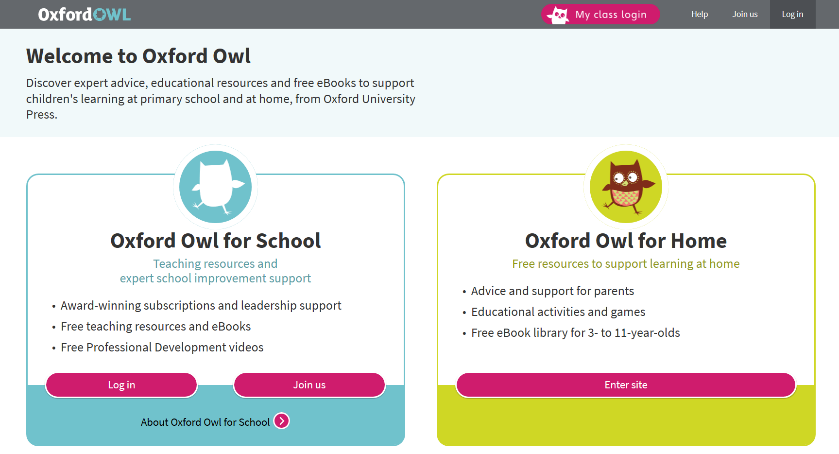 OxfordOWL
My class login
Help
Join us
Log in
Welcome to Oxford Owl
Discover expert advice, educational resources and free eBooks to support
children's learning at primary school and at home, from Oxford University
Press.
Oxford Owl for School
Teaching resources and
expert school improvement support
• Award-winning subscriptions and leadership support
• Free teaching resources and eBooks
• Free Professional Development videos
Log in
Join us
About Oxford Owl for School
Oxford Owl for Home
Free resources to support learning at home
• Advice and support for parents
• Educational activities and games
• Free eBook library for 3- to 11-year-olds
Enter site